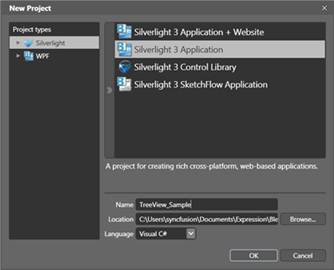 New Project
Project types
Silverlight
WPF
Silverlight 3 Application + Website
Silverlight 3 Application
Silverlight 3 Control Library
Silverlight 3 SketchFlow Application
A project for creating rich cross-platform, web-based applications.
Name TreeView_Sample
Location C:\Users\syncfusion\Documents\Expression\Ble Browse...
Language Visual C#
OK Cancel